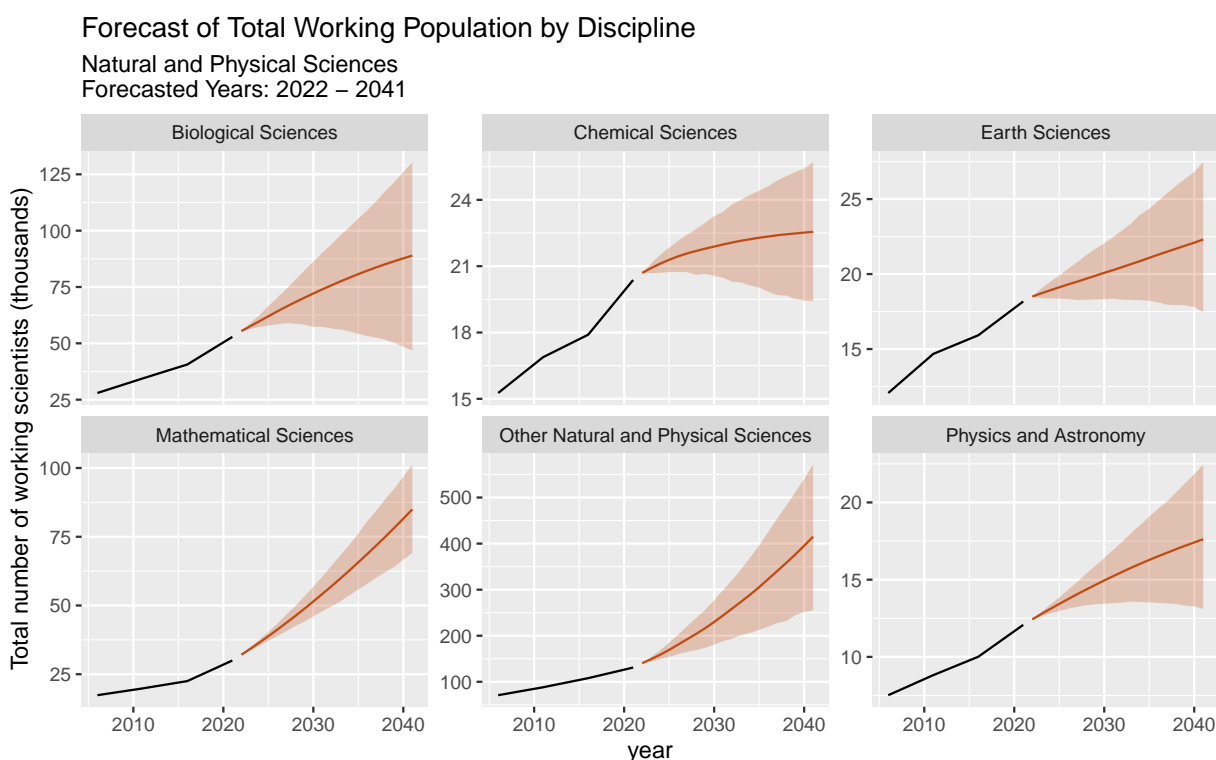 Forecast of Total Working Population by Discipline
Natural and Physical Sciences
Forecasted Years: 2022 – 2041
Total number of working scientists (thousands)
Biological Sciences
125
100
75
50
25
Chemical Sciences
24
21
18
15
Earth Sciences
25
20
15
Mathematical Sciences
100
75
50
25
2010 2020 2030 2040
Other Natural and Physical Sciences
500
400
300
200
100
2010 2020 2030 2040
Physics and Astronomy
20
15
10
2010 2020 2030 2040
year